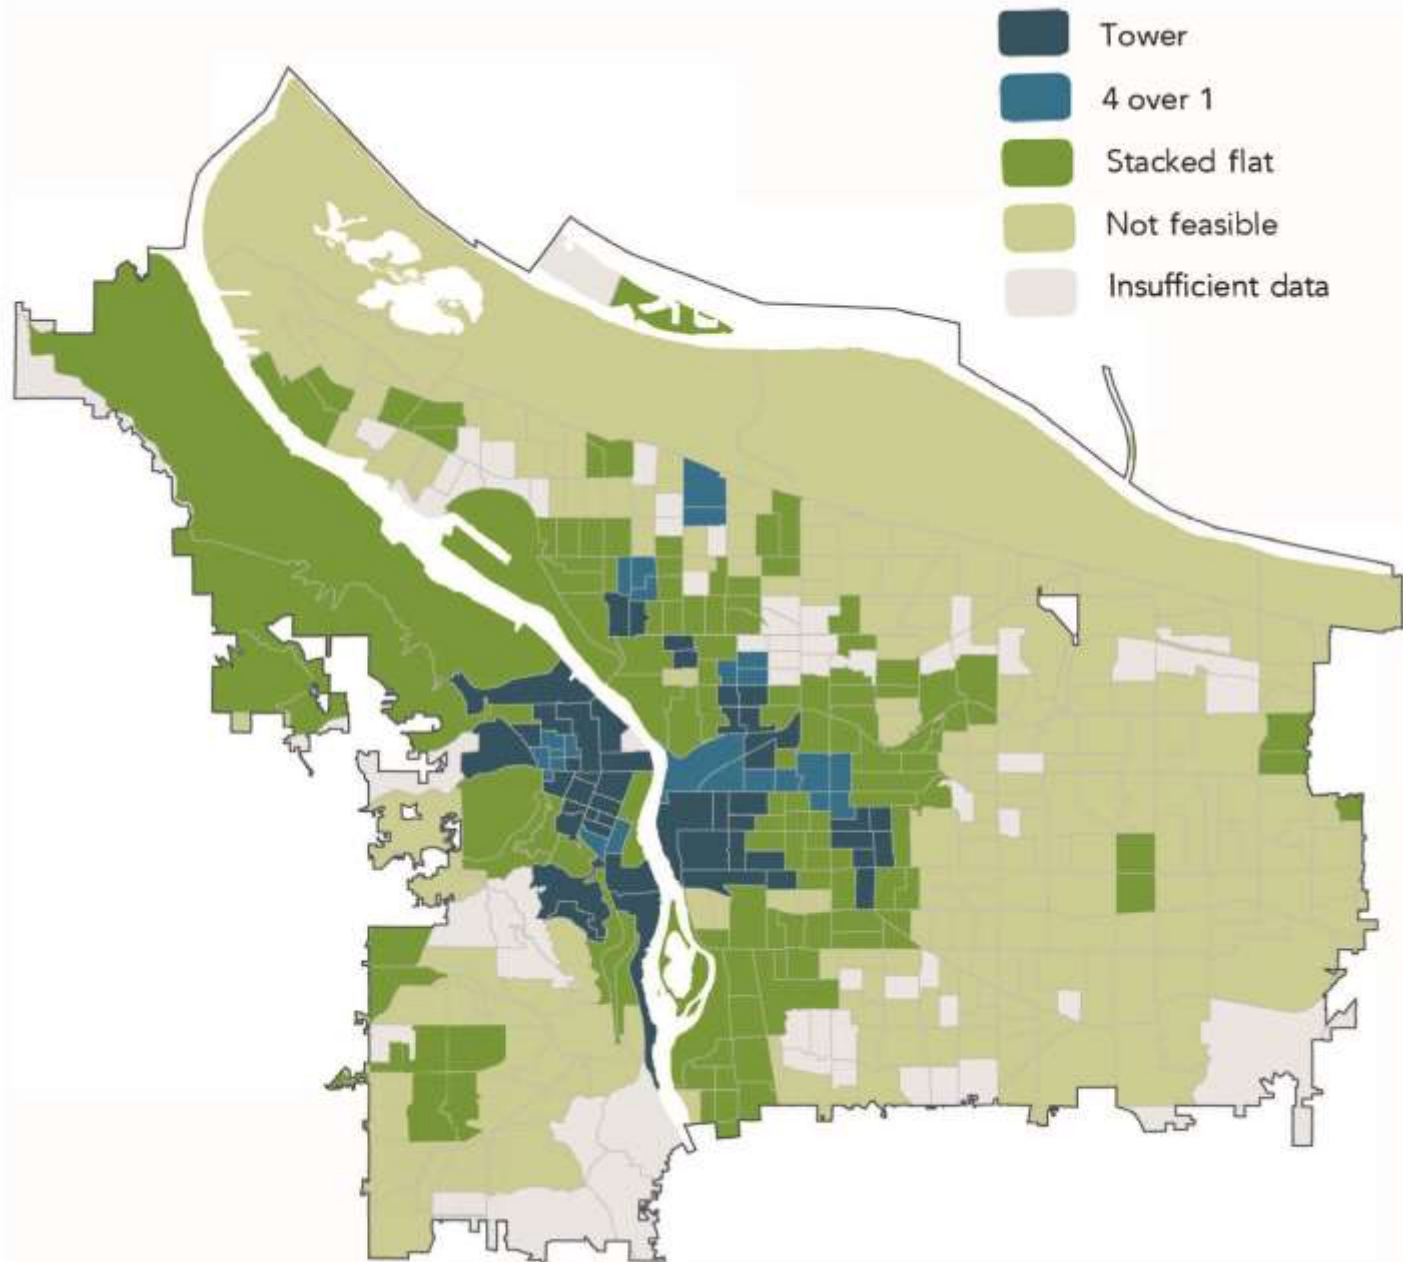 Tower
4 over 1
Stacked flat
Not feasible
Insufficient data